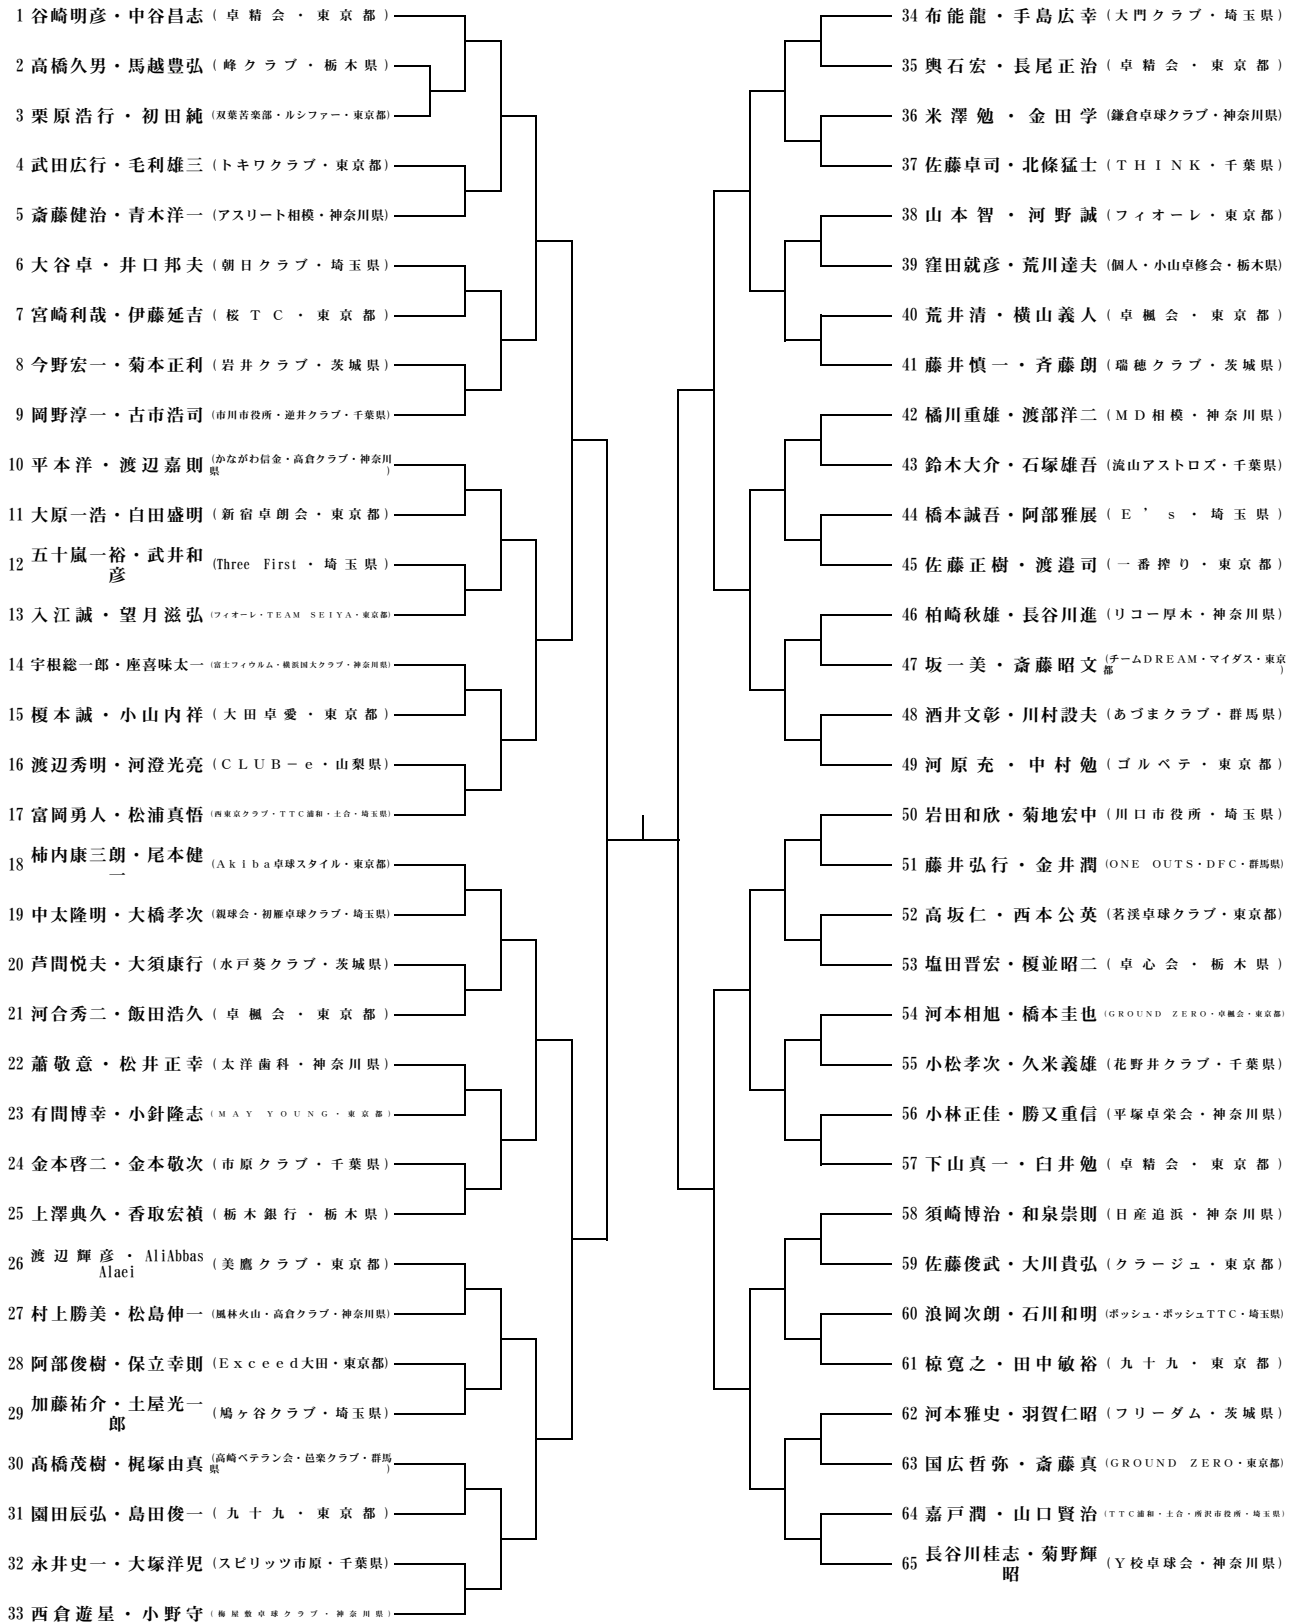 1 谷崎明彦・中谷昌志 (卓精会・東京都)
2 高橋久男・馬越豊弘 (峰クラブ・栃木県)
3 栗原浩行・初田純 (双葉苦楽部・ルシファー・東京都)
4 武田広行・毛利雄三 (トキワクラブ・東京都)
5 斎藤健治・青木洋一 (アスリート相模・神奈川県)
6 大谷卓・井口邦夫 (朝日クラブ・埼玉県)
7 宮崎利哉・伊藤延吉 (桜TC・東京都)
8 今野宏一・菊本正利 (岩井クラブ・茨城県)
9 岡野淳一・古市浩司 (市川市役所・逆井クラブ・千葉県)
10 平本洋・渡辺嘉則 (かながわ信金・高倉クラブ・神奈川
県)
11 大原一浩・白田盛明 (新宿卓朗会・東京都)
12 五十嵐一裕・武井和
彦 (Three First・埼玉県)
13 入江誠・望月滋弘 (フィオーレ・TEAM SEIYA・東京都)
14 宇根総一郎・座喜味太一 (富士フィウルム・横浜国大クラブ・神奈川県)
15 榎本誠・小山内祥 (大田卓愛・東京都)
16 渡辺秀明・河澄光亮 (CLUB－e・山梨県)
17 富岡勇人・松浦真悟 (西東京クラブ・TTC浦和・土合・埼玉県)
18 柿内康三朗・尾本健
一 (Akiba卓球スタイル・東京都)
19 中太隆明・大橋孝次 (親球会・初雁卓球クラブ・埼玉県)
20 芦間悦夫・大須康行 (水戸葵クラブ・茨城県)
21 河合秀二・飯田浩久 (卓楓会・東京都)
22 蕭敬意・松井正幸 (太洋歯科・神奈川県)
23 有間博幸・小針隆志 (MAY YOUNG・東京都)
24 金本啓二・金本敬次 (市原クラブ・千葉県)
25 上澤典久・香取宏禎 (栃木銀行・栃木県)
26 渡辺輝彦・AliAbbas
Alaei (美鷹クラブ・東京都)
27 村上勝美・松島伸一 (風林火山・高倉クラブ・神奈川県)
28 阿部俊樹・保立幸則 (Exceed大田・東京都)
29 加藤祐介・土屋光一
郎 (鳩ヶ谷クラブ・埼玉県)
30 髙橋茂樹・梶塚由真 (高崎ベテラン会・邑楽クラブ・群馬
県)
31 園田辰弘・島田俊一 (九十九・東京都)
32 永井史一・大塚洋児 (スピリッツ市原・千葉県)
33 西倉遊星・小野守 (梅屋敷卓球クラブ・神奈川県)
34 布能龍・手島広幸 (大門クラブ・埼玉県)
35 輿石宏・長尾正治 (卓精会・東京都)
36 米澤勉・金田学 (鎌倉卓球クラブ・神奈川県)
37 佐藤卓司・北條猛士 (THINK・千葉県)
38 山本智・河野誠 (フィオーレ・東京都)
39 窪田就彦・荒川達夫 (個人・小山卓修会・栃木県)
40 荒井清・横山義人 (卓楓会・東京都)
41 藤井慎一・斉藤朗 (瑞穂クラブ・茨城県)
42 橘川重雄・渡部洋二 (MD相模・神奈川県)
43 鈴木大介・石塚雄吾 (流山アストロズ・千葉県)
44 橋本誠吾・阿部雅展 (E’s・埼玉県)
45 佐藤正樹・渡邉司 (一番搾り・東京都)
46 柏崎秋雄・長谷川進 (リコー厚木・神奈川県)
47 坂一美・斎藤昭文 (チームDREAM・マイダス・東京
都)
48 酒井文彰・川村設夫 (あづまクラブ・群馬県)
49 河原充・中村勉 (ゴルベテ・東京都)
50 岩田和欣・菊地宏中 (川口市役所・埼玉県)
51 藤井弘行・金井潤 (ONE OUTS・DFC・群馬県)
52 高坂仁・西本公英 (茗渓卓球クラブ・東京都)
53 塩田晋宏・榎並昭二 (卓心会・栃木県)
54 河本相旭・橋本圭也 (GROUND ZERO・卓楓会・東京都)
55 小松孝次・久米義雄 (花野井クラブ・千葉県)
56 小林正佳・勝又重信 (平塚卓栄会・神奈川県)
57 下山真一・臼井勉 (卓精会・東京都)
58 須崎博治・和泉崇則 (日産追浜・神奈川県)
59 佐藤俊武・大川貴弘 (クラージュ・東京都)
60 浪岡次朗・石川和明 (ボッシュ・ボッシュTTC・埼玉県)
61 椋寛之・田中敏裕 (九十九・東京都)
62 河本雅史・羽賀仁昭 (フリーダム・茨城県)
63 国広哲弥・斎藤真 (GROUND ZERO・東京都)
64 嘉戸潤・山口賢治 (TTC浦和・土合・所沢市役所・埼玉県)
65 長谷川桂志・菊野輝
昭 (Y校卓球会・神奈川県)